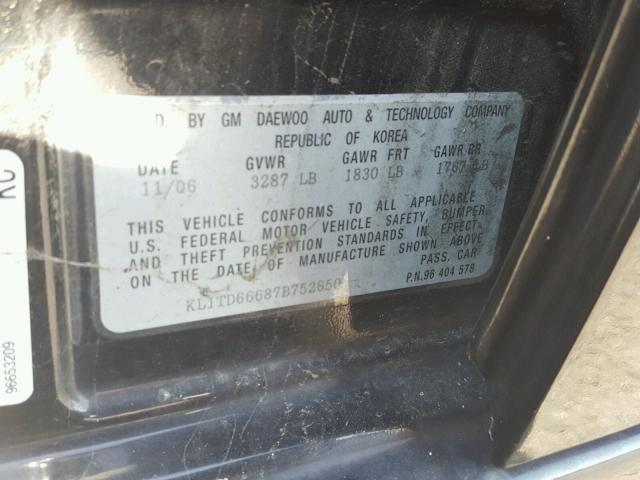 D. BY GM DAEWOO AUTO & TECHNOLOGY COMPANY
REPUBLIC OF KOREA
DATE GVWR GAWR FRT GAWR RR
11/06 3287 LB 1830 LB 1787 LB
THIS VEHICLE CONFORMS TO ALL APPLICABLE
U.S. FEDERAL MOTOR VEHICLE SAFETY, BUMPER,
AND THEFT PREVENTION STANDARDS IN EFFECT
ON THE DATE OF MANUFACTURE SHOWN ABOVE
PASS. CAR
KL1TD66687B752650
P.N.96 404 578
96653209